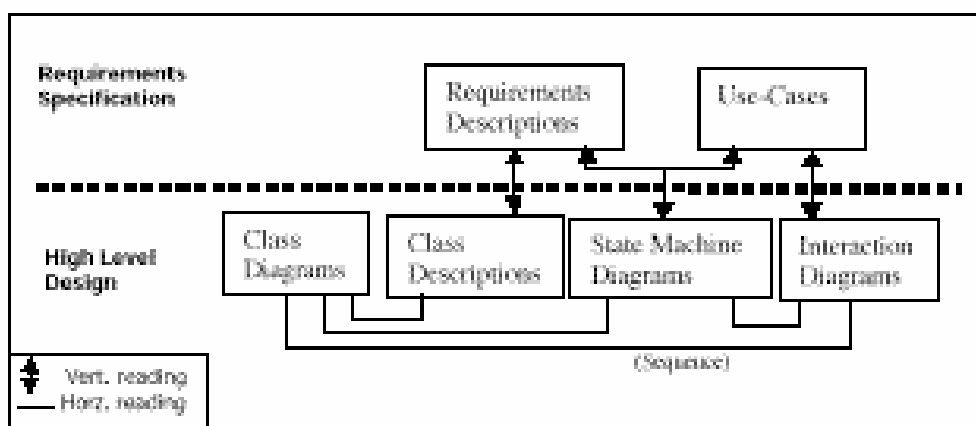 Requirements
Specification
Requirements
Descriptions
Use-Cases
High Level
Design
Class
Diagrams
Class
Descriptions
State Machine
Diagrams
Interaction
Diagrams
(Sequence)
Vert. reading
Horz. reading